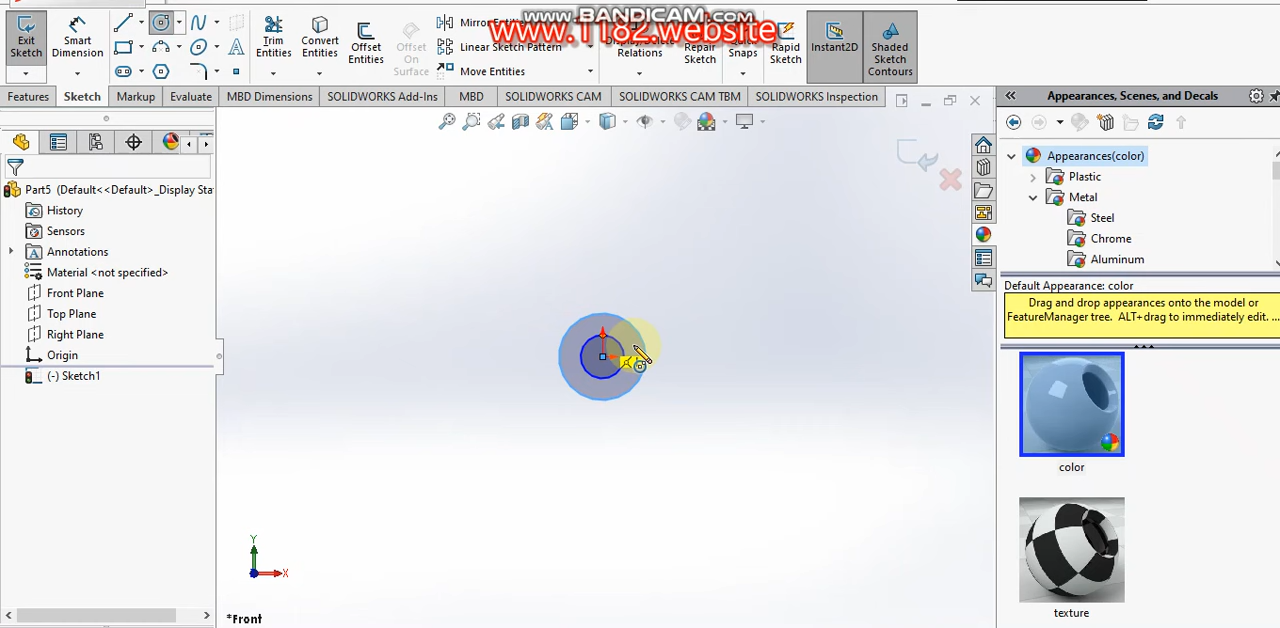 www.BANDICAM.com
www.1182.website
Exit Sketch
Smart Dimension
Trim Entities
Convert Entities
Offset Entities
Offset On Surface
Mirror Entities
Linear Sketch Pattern
Move Entities
Display/Delete Relations
Repair Sketch
Quick Snaps
Rapid Sketch
Instant2D
Shaded Sketch Contours
Features
Sketch
Markup
Evaluate
MBD Dimensions
SOLIDWORKS Add-Ins
MBD
SOLIDWORKS CAM
SOLIDWORKS CAM TBM
SOLIDWORKS Inspection
Appearances, Scenes, and Decals
Part5 (Default<<Default>_Display Sta
History
Sensors
Annotations
Material <not specified>
Front Plane
Top Plane
Right Plane
Origin
(-) Sketch1
Y
X
*Front
Appearances(color)
Plastic
Metal
Steel
Chrome
Aluminum
Default Appearance: color
Drag and drop appearances onto the model or
FeatureManager tree. ALT+drag to immediately edit. ...
color
texture